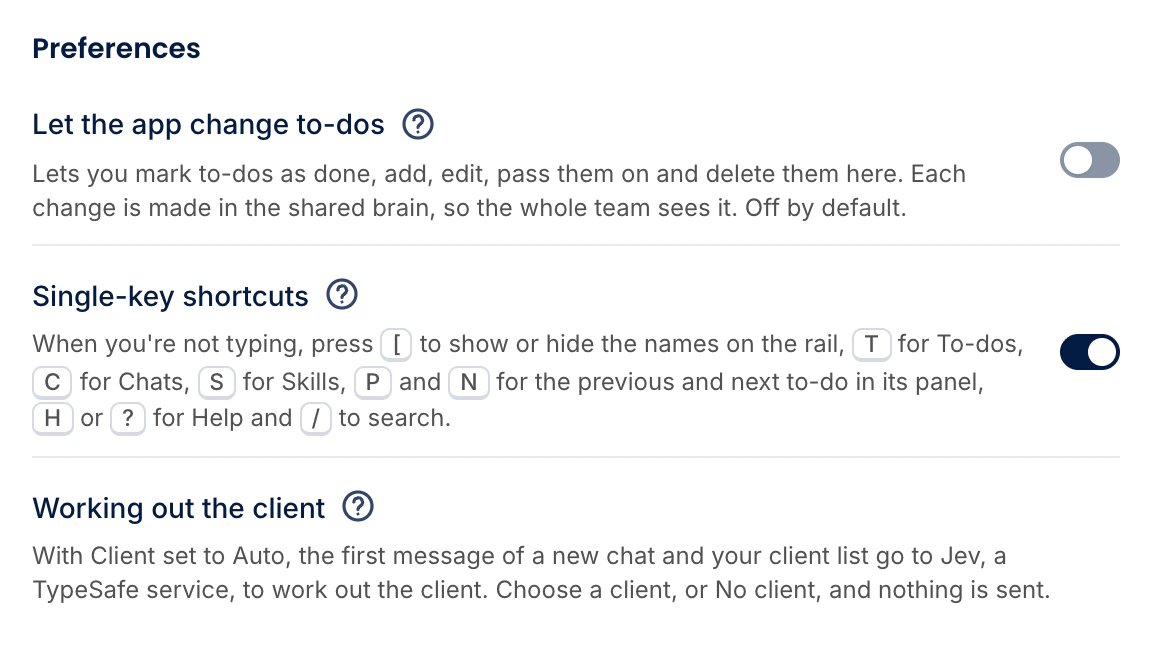 Preferences
Let the app change to-dos ?
Lets you mark to-dos as done, add, edit, pass them on and delete them here. Each
change is made in the shared brain, so the whole team sees it. Off by default.
Single-key shortcuts ?
When you're not typing, press [ to show or hide the names on the rail, T for To-dos,
C for Chats, S for Skills, P and N for the previous and next to-do in its panel,
H or ? for Help and / to search.
Working out the client ?
With Client set to Auto, the first message of a new chat and your client list go to Jev, a
TypeSafe service, to work out the client. Choose a client, or No client, and nothing is sent.